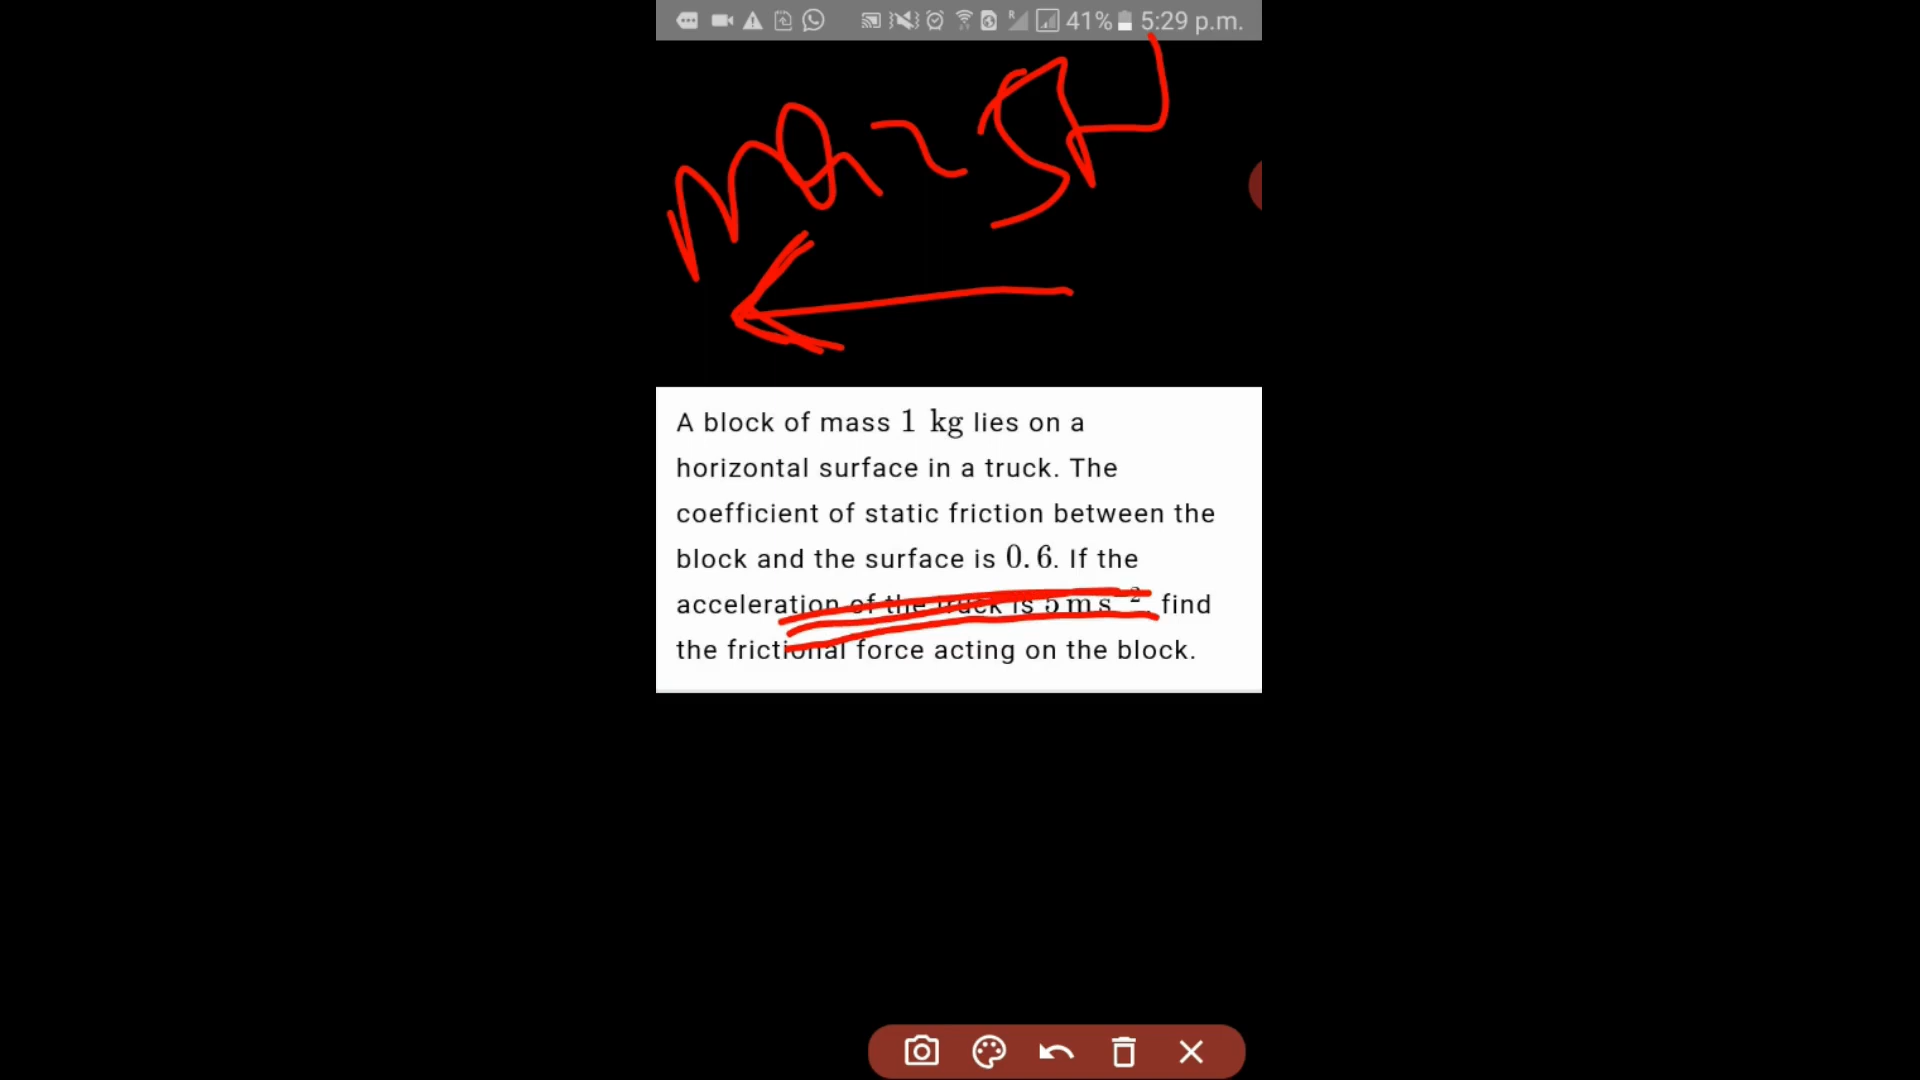 41% 5:29 p.m.
A block of mass 1 kg lies on a
horizontal surface in a truck. The
coefficient of static friction between the
block and the surface is 0.6. If the
acceleration of the truck is 5 m s⁻², find
the frictional force acting on the block.